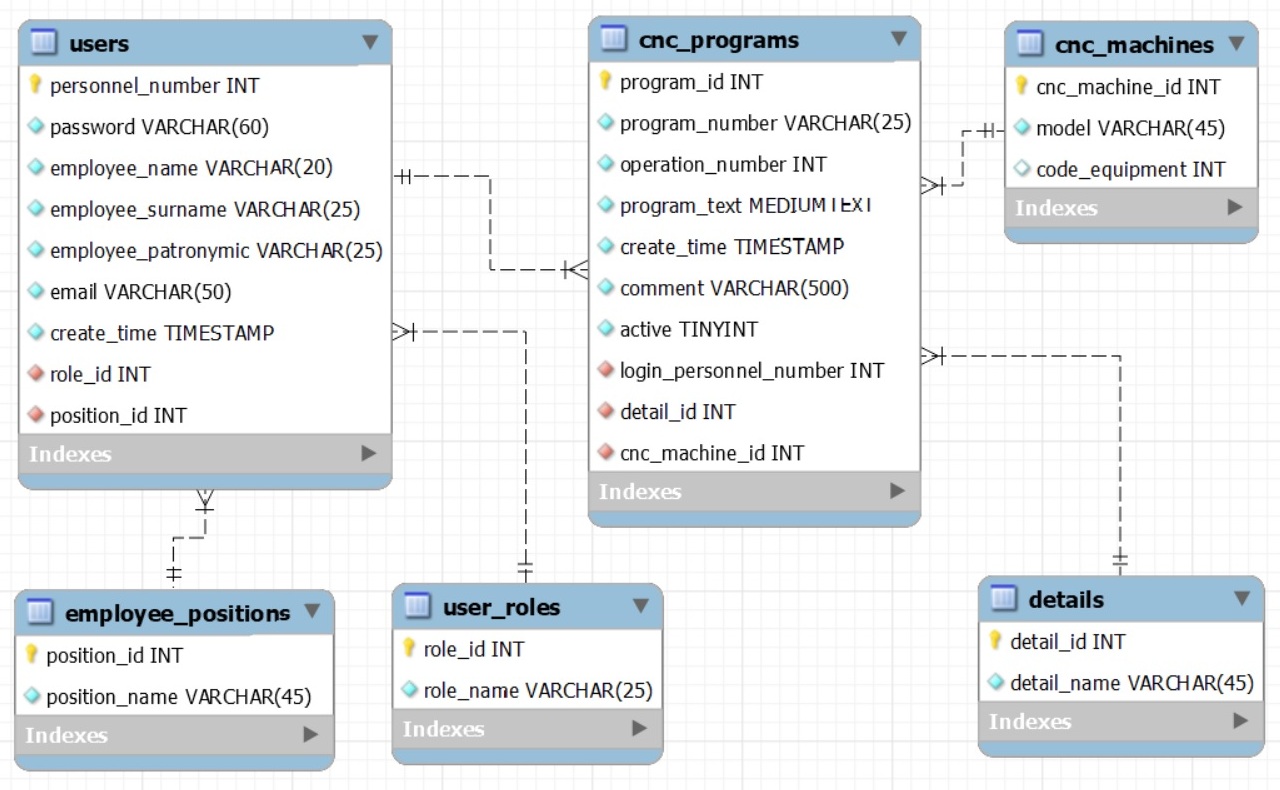 users
personnel_number INT
password VARCHAR(60)
employee_name VARCHAR(20)
employee_surname VARCHAR(25)
employee_patronymic VARCHAR(25)
email VARCHAR(50)
create_time TIMESTAMP
role_id INT
position_id INT
Indexes
cnc_programs
program_id INT
program_number VARCHAR(25)
operation_number INT
program_text MEDIUMTEXT
create_time TIMESTAMP
comment VARCHAR(500)
active TINYINT
login_personnel_number INT
detail_id INT
cnc_machine_id INT
Indexes
cnc_machines
cnc_machine_id INT
model VARCHAR(45)
code_equipment INT
Indexes
employee_positions
position_id INT
position_name VARCHAR(45)
Indexes
user_roles
role_id INT
role_name VARCHAR(25)
Indexes
details
detail_id INT
detail_name VARCHAR(45)
Indexes